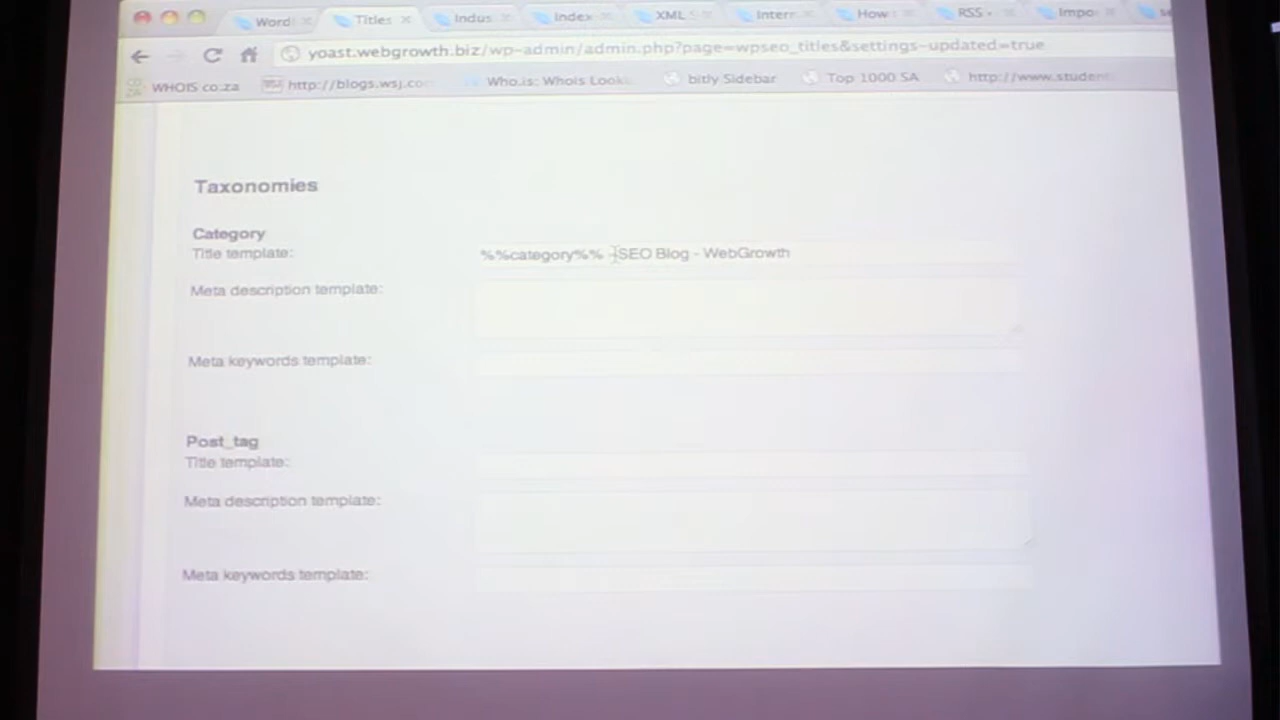 Word Titles Indus Index XML S Intern How RSS Impo
yoast.webgrowth.biz/wp-admin/admin.php?page=wpseo_titles&settings-updated=true
WHOIS co.za http://blogs.wsj.co Who.is: Whois Look bitly Sidebar Top 1000 SA http://www.student
Taxonomies
Category
Title template: %%category%% - SEO Blog - WebGrowth
Meta description template:
Meta keywords template:
Post_tag
Title template:
Meta description template:
Meta keywords template: